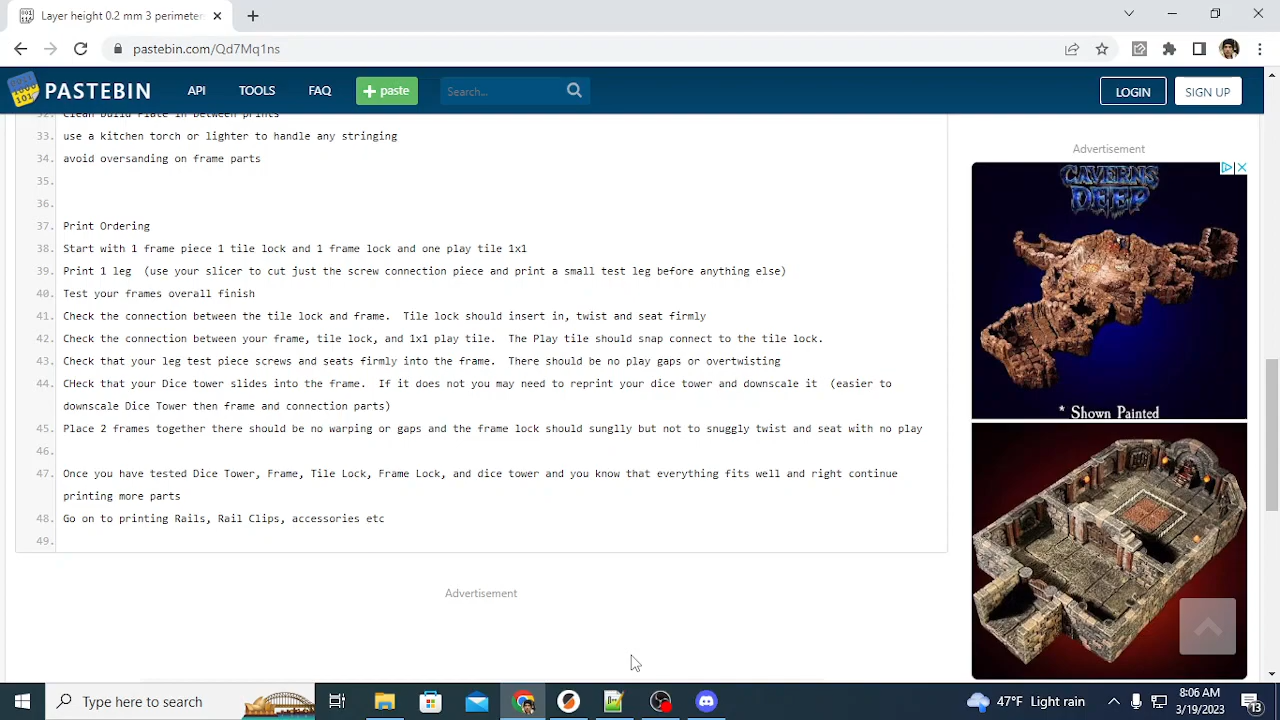 Layer height 0.2 mm 3 perimeter
pastebin.com/Qd7Mq1ns
PASTEBIN
API
TOOLS
FAQ
paste
Search...
LOGIN
SIGN UP
32. Clean Build Plate in between prints
33. use a kitchen torch or lighter to handle any stringing
34. avoid oversanding on frame parts
35.
36.
37. Print Ordering
38. Start with 1 frame piece 1 tile lock and 1 frame lock and one play tile 1x1
39. Print 1 leg  (use your slicer to cut just the screw connection piece and print a small test leg before anything else)
40. Test your frames overall finish
41. Check the connection between the tile lock and frame.  Tile lock should insert in, twist and seat firmly
42. Check the connection between your frame, tile lock, and 1x1 play tile.  The Play tile should snap connect to the tile lock.
43. Check that your leg test piece screws and seats firmly into the frame.  There should be no play gaps or overtwisting
44. CHeck that your Dice tower slides into the frame.  If it does not you may need to reprint your dice tower and downscale it  (easier to
downscale Dice Tower then frame and connection parts)
45. Place 2 frames together there should be no warping or gaps and the frame lock should sunglly but not to snuggly twist and seat with no play
46.
47. Once you have tested Dice Tower, Frame, Tile Lock, Frame Lock, and dice tower and you know that everything fits well and right continue
printing more parts
48. Go on to printing Rails, Rail Clips, accessories etc
49.
Advertisement
Advertisement
CAVERNS
DEEP
* Shown Painted
Type here to search
47°F Light rain
8:06 AM
3/19/2023
13